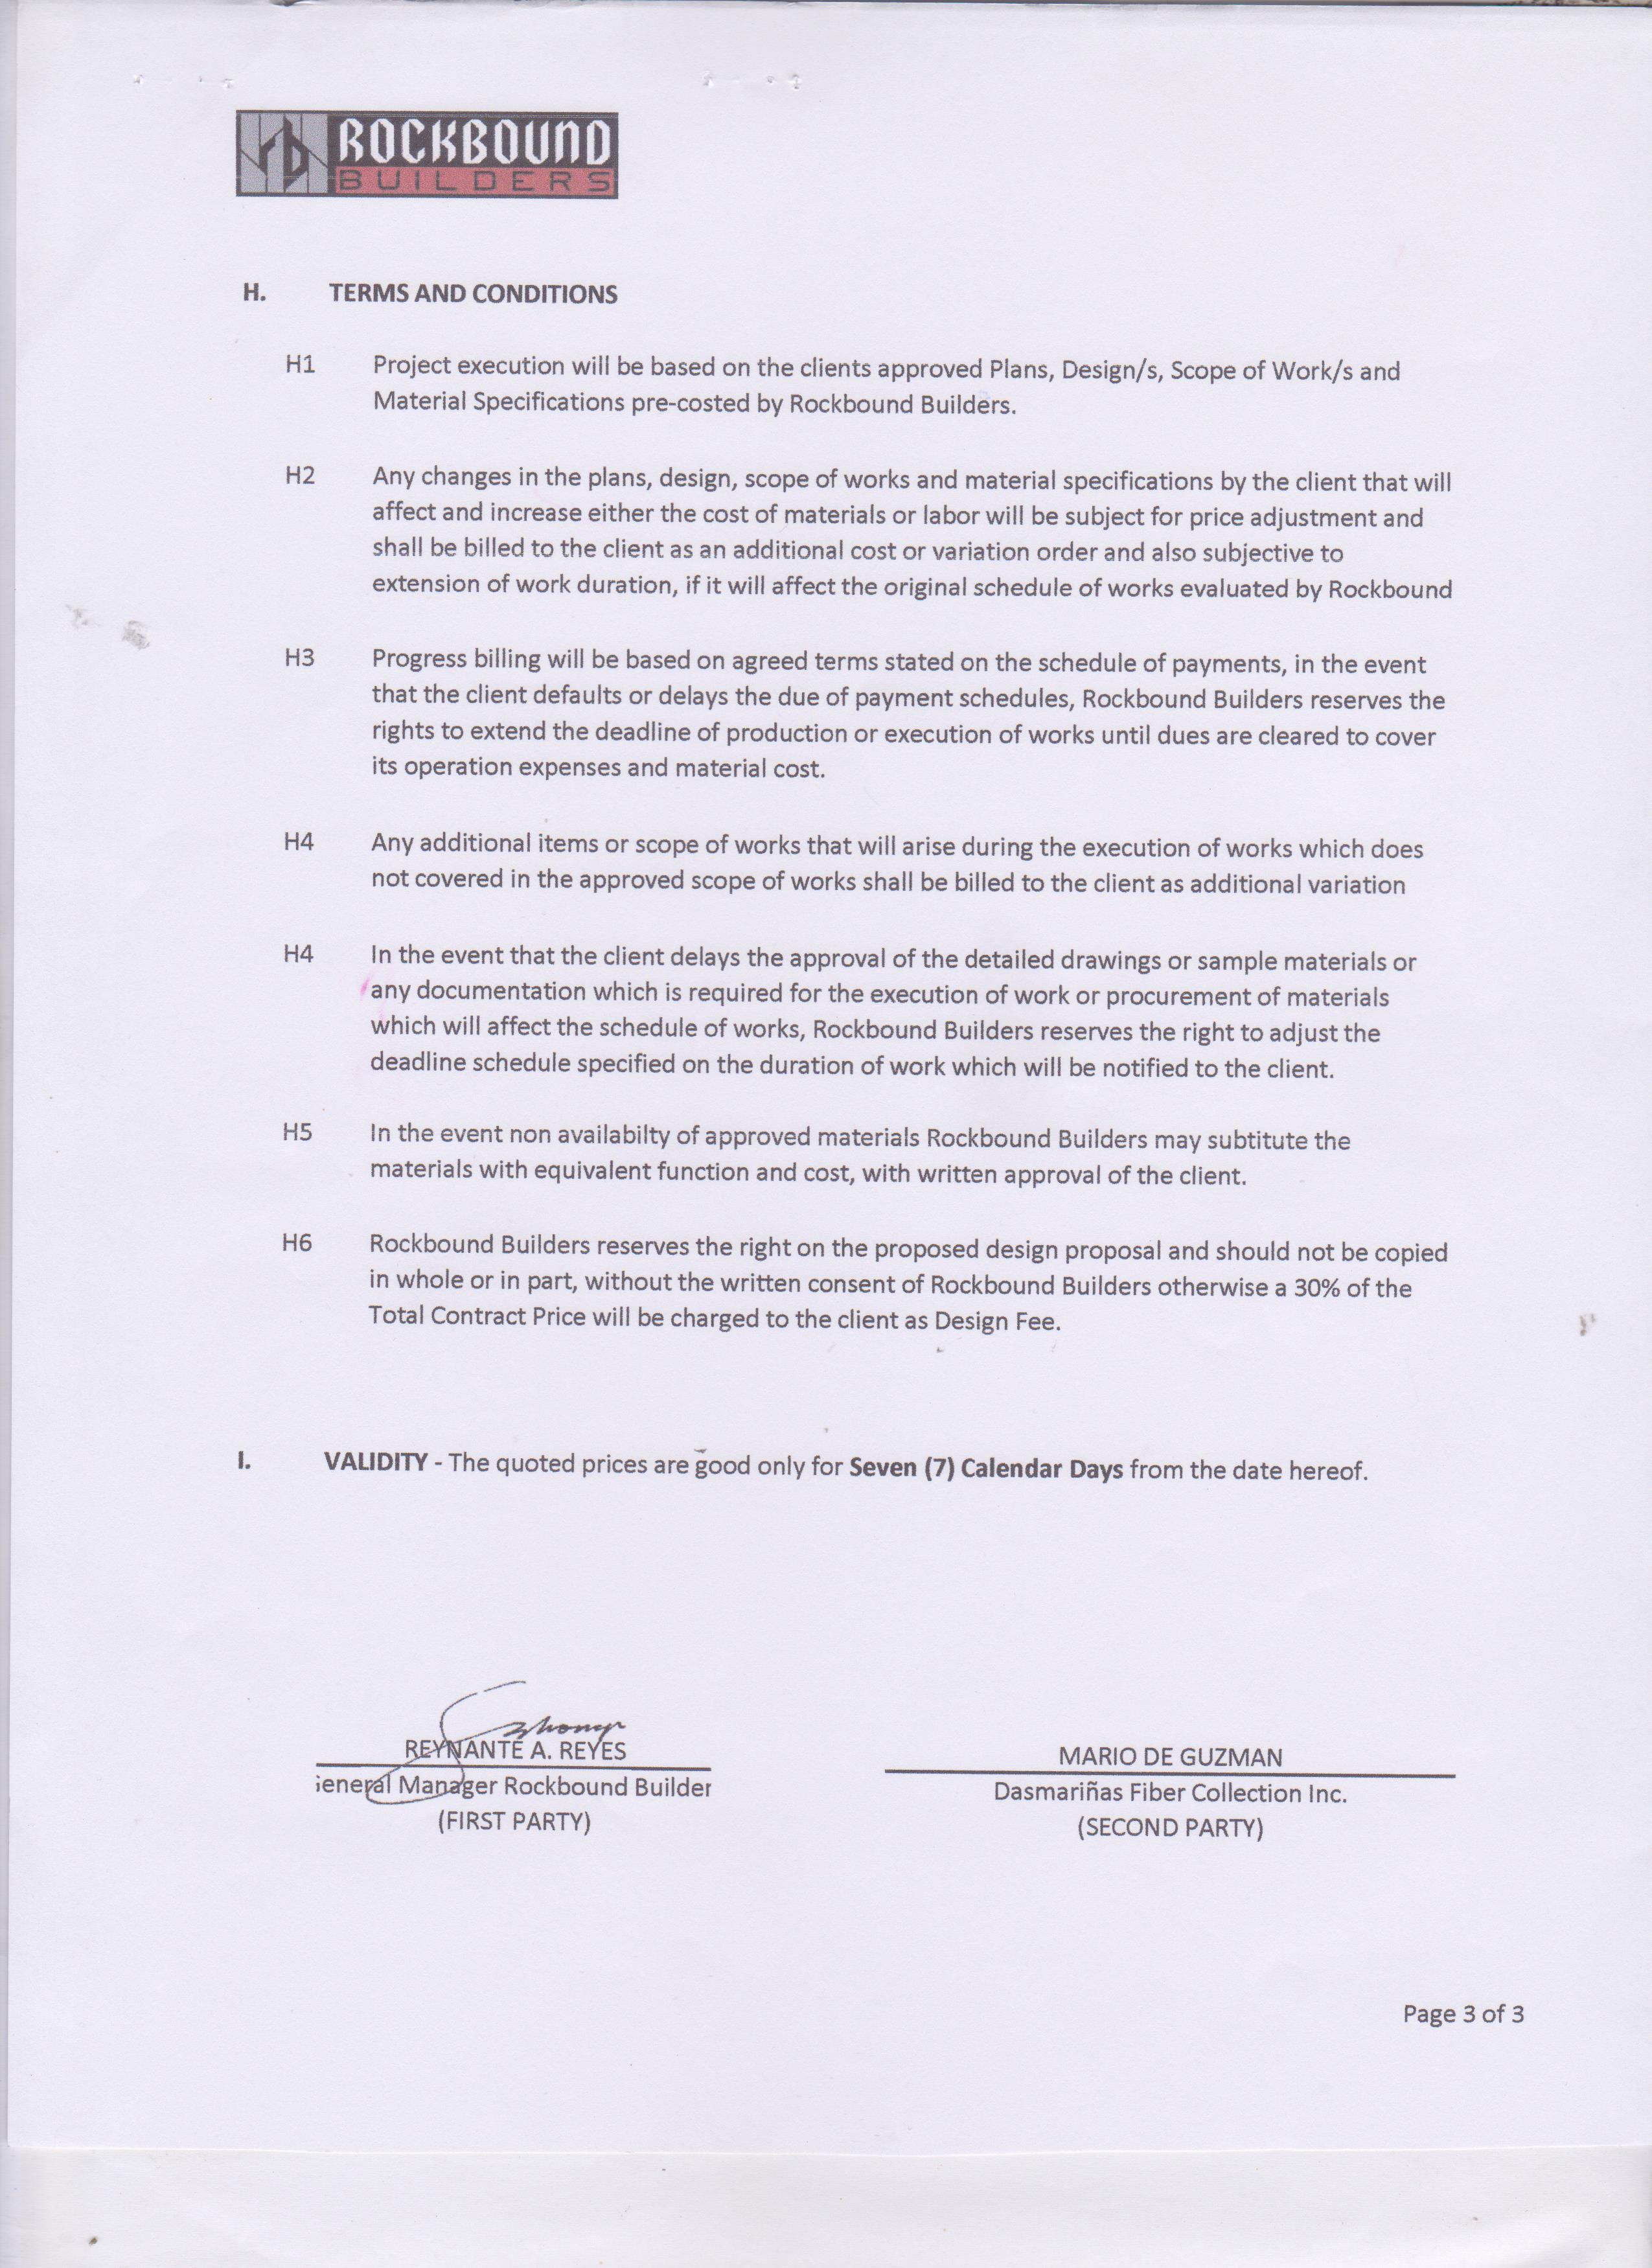 ROCKBOUND
BUILDERS
H. TERMS AND CONDITIONS
H1 Project execution will be based on the clients approved Plans, Design/s, Scope of Work/s and
Material Specifications pre-costed by Rockbound Builders.
H2 Any changes in the plans, design, scope of works and material specifications by the client that will
affect and increase either the cost of materials or labor will be subject for price adjustment and
shall be billed to the client as an additional cost or variation order and also subjective to
extension of work duration, if it will affect the original schedule of works evaluated by Rockbound
H3 Progress billing will be based on agreed terms stated on the schedule of payments, in the event
that the client defaults or delays the due of payment schedules, Rockbound Builders reserves the
rights to extend the deadline of production or execution of works until dues are cleared to cover
its operation expenses and material cost.
H4 Any additional items or scope of works that will arise during the execution of works which does
not covered in the approved scope of works shall be billed to the client as additional variation
H4 In the event that the client delays the approval of the detailed drawings or sample materials or
any documentation which is required for the execution of work or procurement of materials
which will affect the schedule of works, Rockbound Builders reserves the right to adjust the
deadline schedule specified on the duration of work which will be notified to the client.
H5 In the event non availabilty of approved materials Rockbound Builders may subtitute the
materials with equivalent function and cost, with written approval of the client.
H6 Rockbound Builders reserves the right on the proposed design proposal and should not be copied
in whole or in part, without the written consent of Rockbound Builders otherwise a 30% of the
Total Contract Price will be charged to the client as Design Fee.
I. VALIDITY - The quoted prices are good only for Seven (7) Calendar Days from the date hereof.
REYNANTE A. REYES
ieneral Manager Rockbound Builder
(FIRST PARTY)
MARIO DE GUZMAN
Dasmariñas Fiber Collection Inc.
(SECOND PARTY)
Page 3 of 3